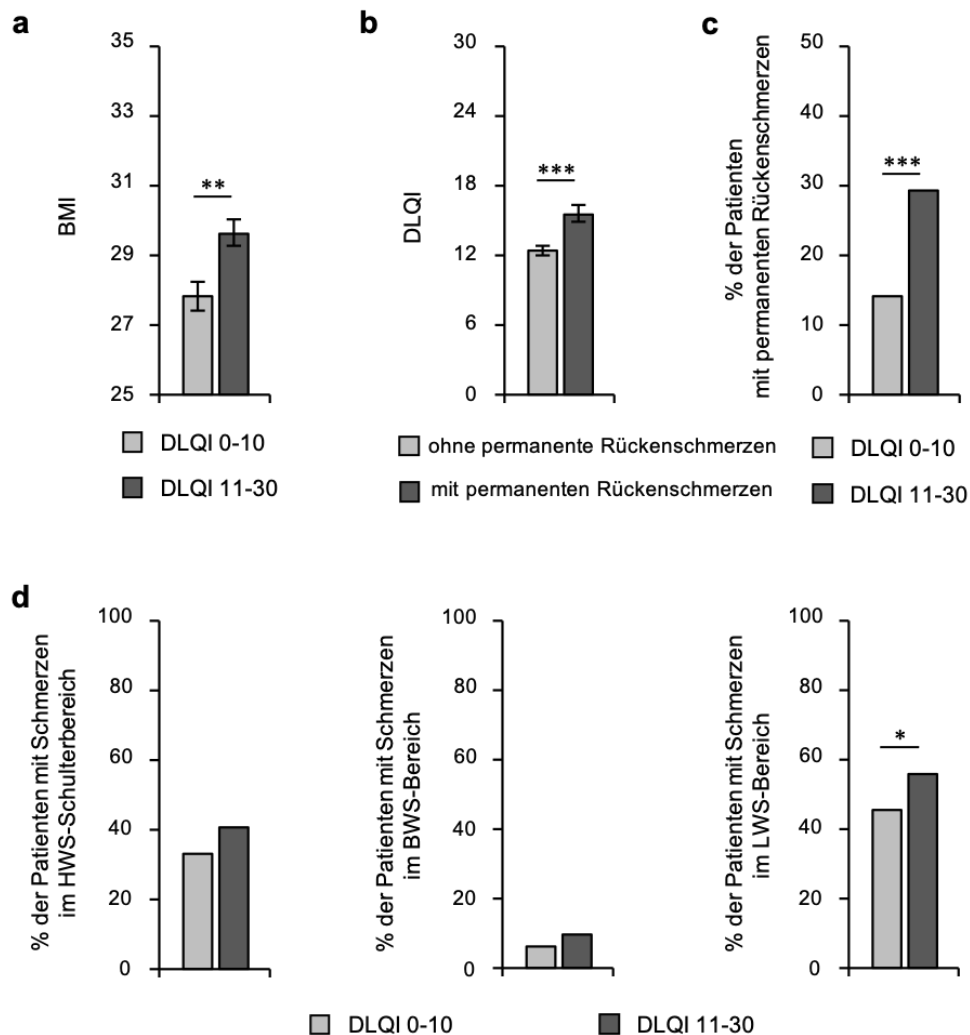 a
35
33
31
29
27
25
BMI
**
DLQI 0-10
DLQI 11-30
b
30
24
18
12
6
0
DLQI
***
ohne permanente Rückenschmerzen
mit permanenten Rückenschmerzen
c
50
40
30
20
10
0
% der Patienten
mit permanenten Rückenschmerzen
***
DLQI 0-10
DLQI 11-30
d
100
80
60
40
20
0
% der Patienten mit Schmerzen
im HWS-Schulterbereich
100
80
60
40
20
0
% der Patienten mit Schmerzen
im BWS-Bereich
100
80
60
40
20
0
% der Patienten mit Schmerzen
im LWS-Bereich
*
DLQI 0-10
DLQI 11-30